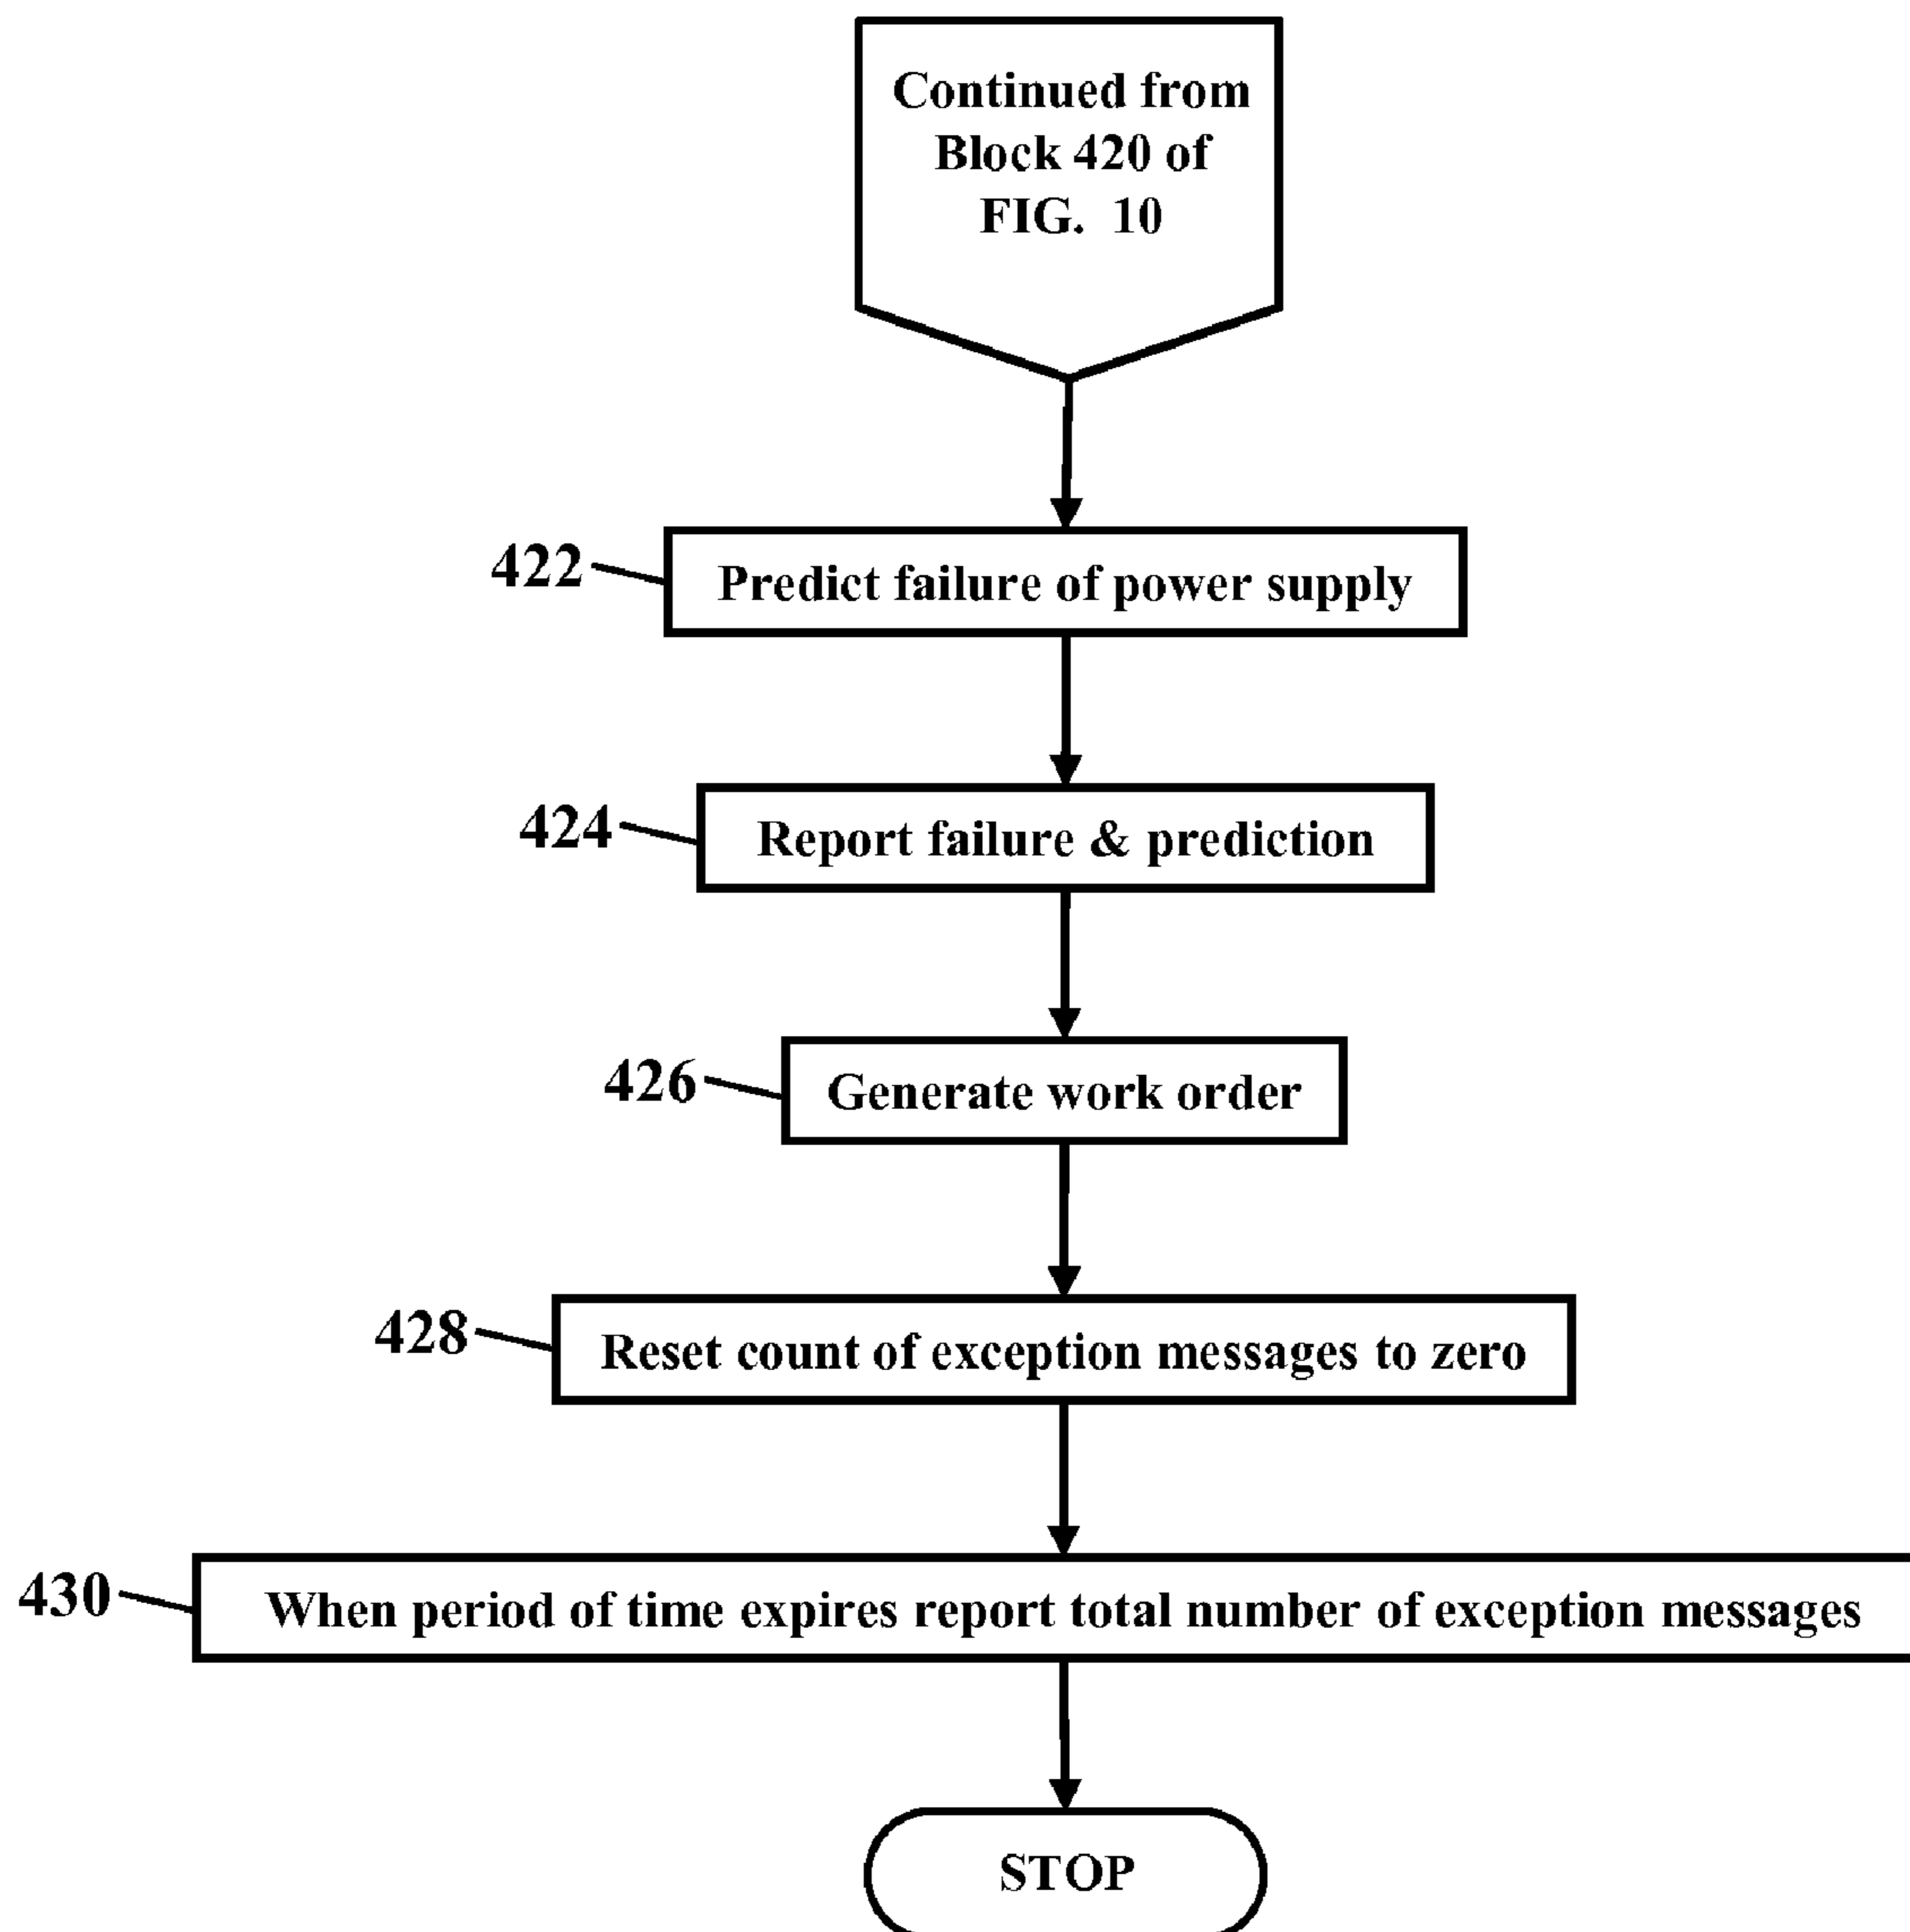 Continued from
Block 420 of
FIG. 10
422
Predict failure of power supply
424
Report failure & prediction
426
Generate work order
428
Reset count of exception messages to zero
430
When period of time expires report total number of exception messages
STOP